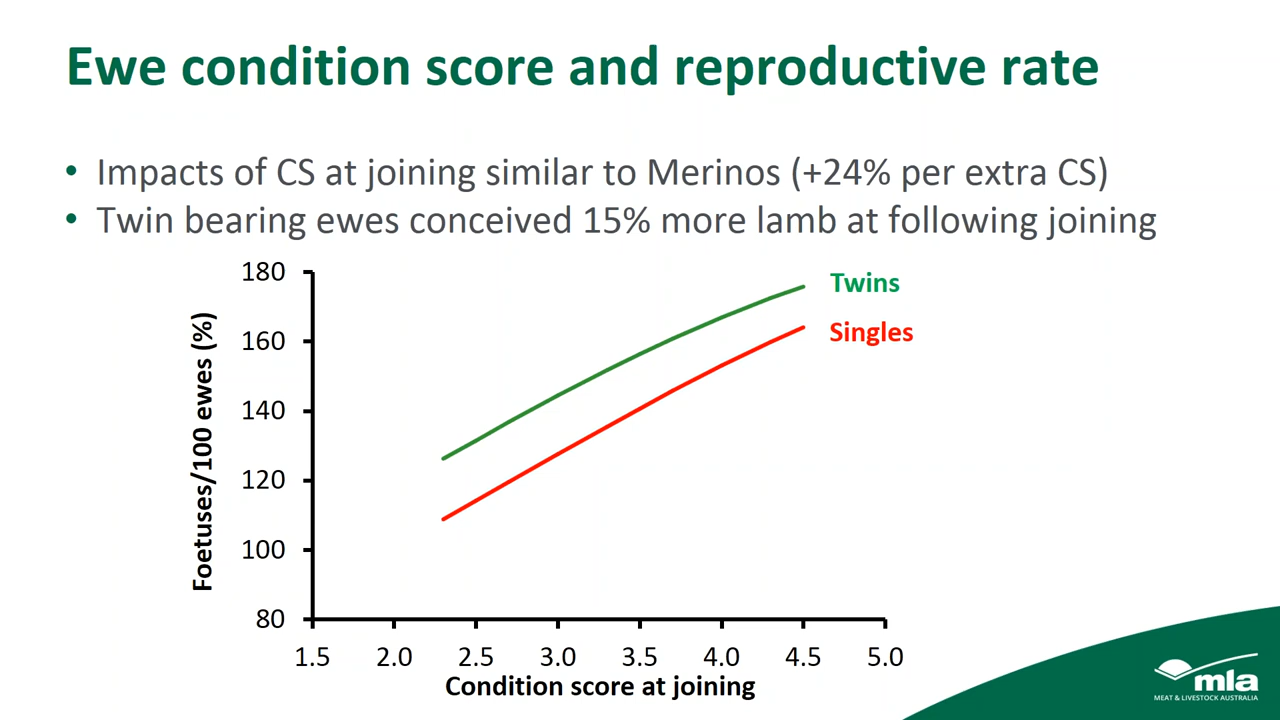 Ewe condition score and reproductive rate
• Impacts of CS at joining similar to Merinos (+24% per extra CS)
• Twin bearing ewes conceived 15% more lamb at following joining
Foetuses/100 ewes (%)
180
160
140
120
100
80
Twins
Singles
1.5 2.0 2.5 3.0 3.5 4.0 4.5 5.0
Condition score at joining
mla
MEAT & LIVESTOCK AUSTRALIA